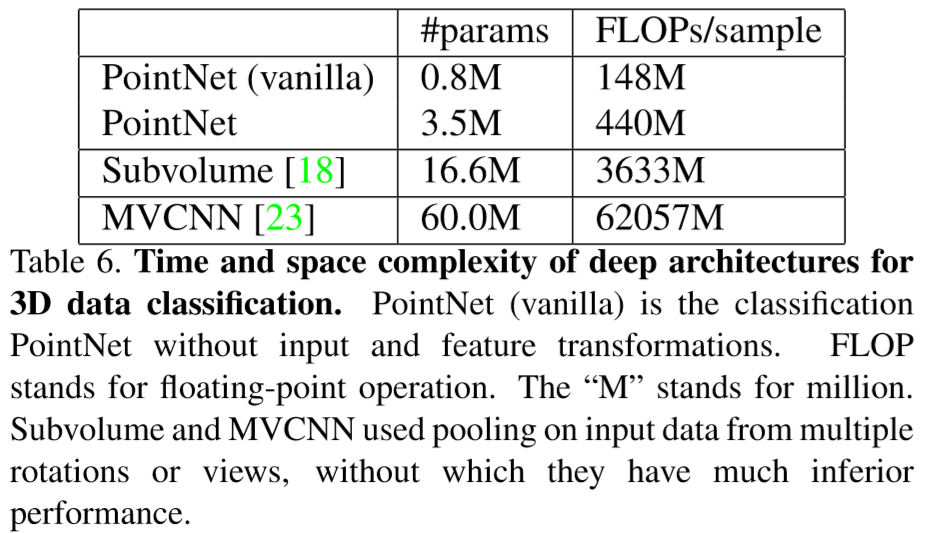 #params FLOPs/sample
PointNet (vanilla) 0.8M 148M
PointNet 3.5M 440M
Subvolume [18] 16.6M 3633M
MVCNN [23] 60.0M 62057M
Table 6. Time and space complexity of deep architectures for
3D data classification. PointNet (vanilla) is the classification
PointNet without input and feature transformations. FLOP
stands for floating-point operation. The “M” stands for million.
Subvolume and MVCNN used pooling on input data from multiple
rotations or views, without which they have much inferior
performance.